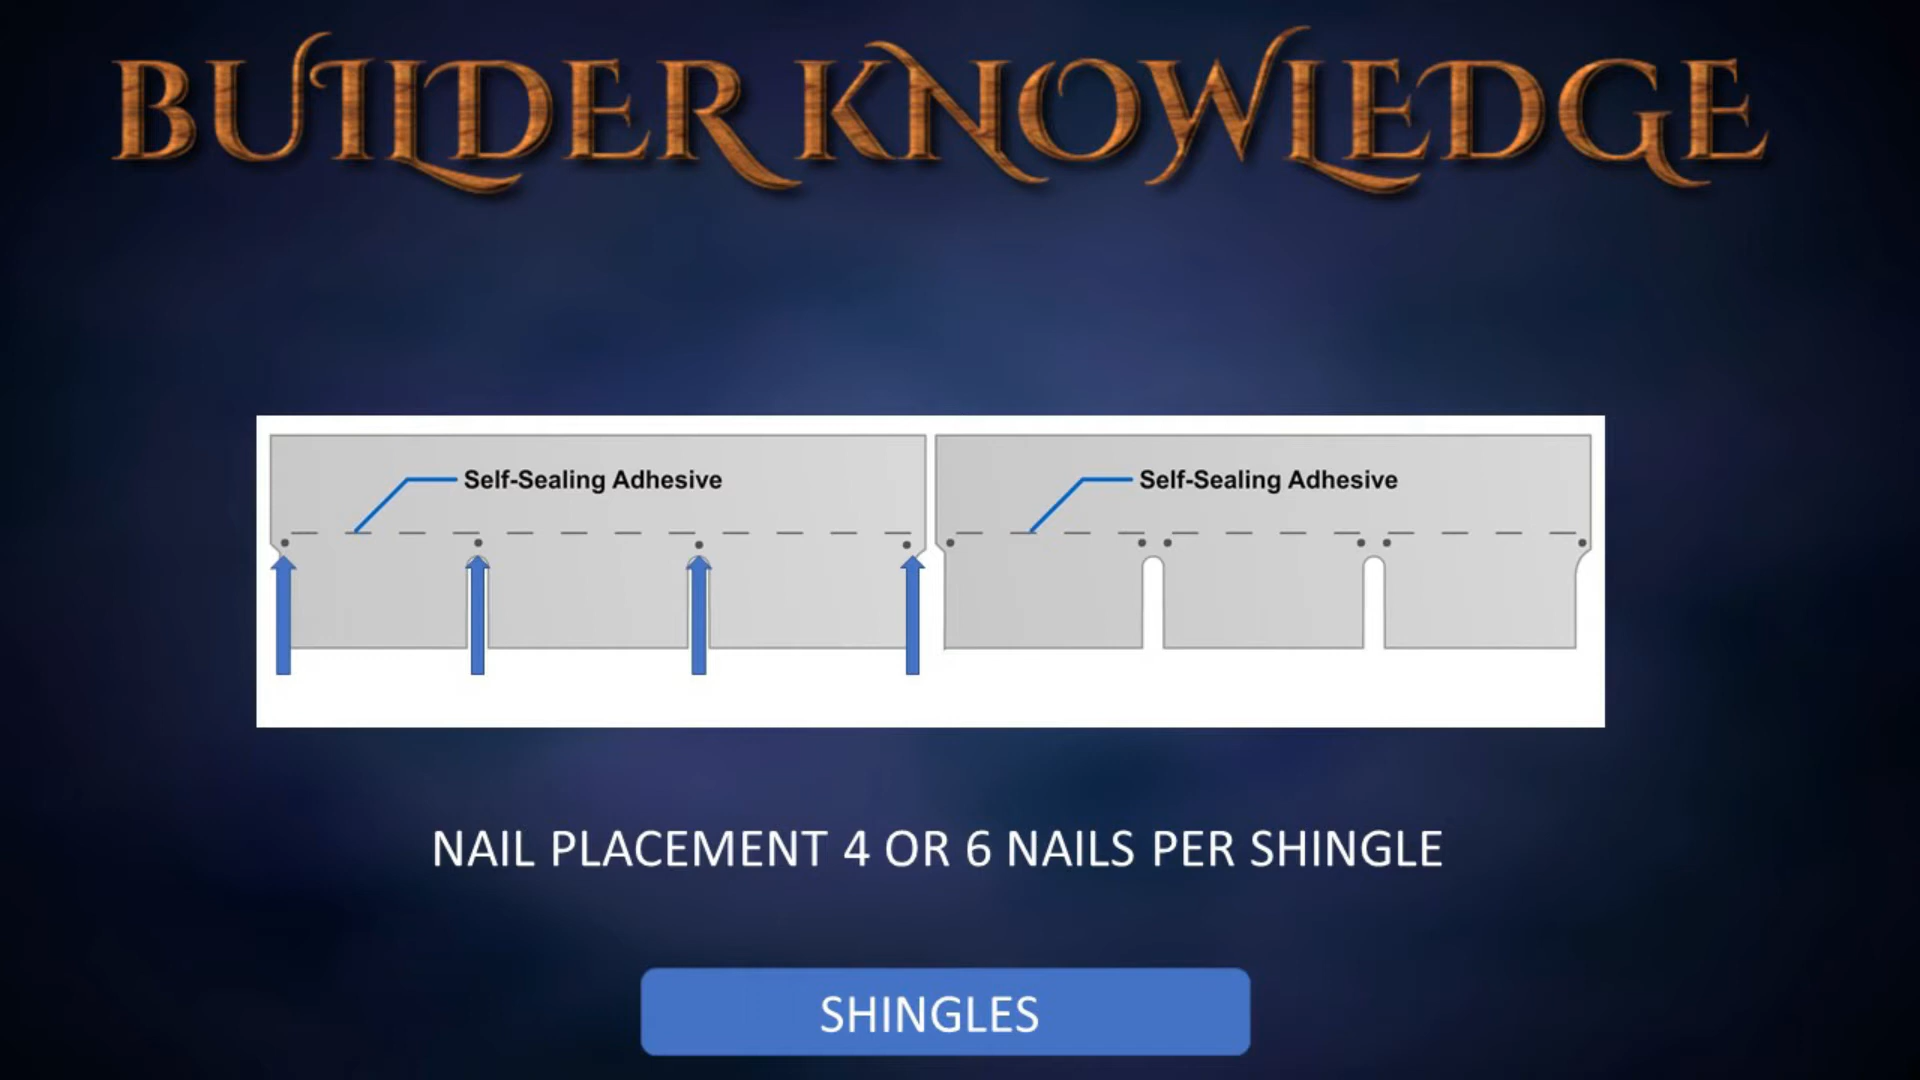 BUILDER KNOWLEDGE
Self-Sealing Adhesive
Self-Sealing Adhesive
NAIL PLACEMENT 4 OR 6 NAILS PER SHINGLE
SHINGLES